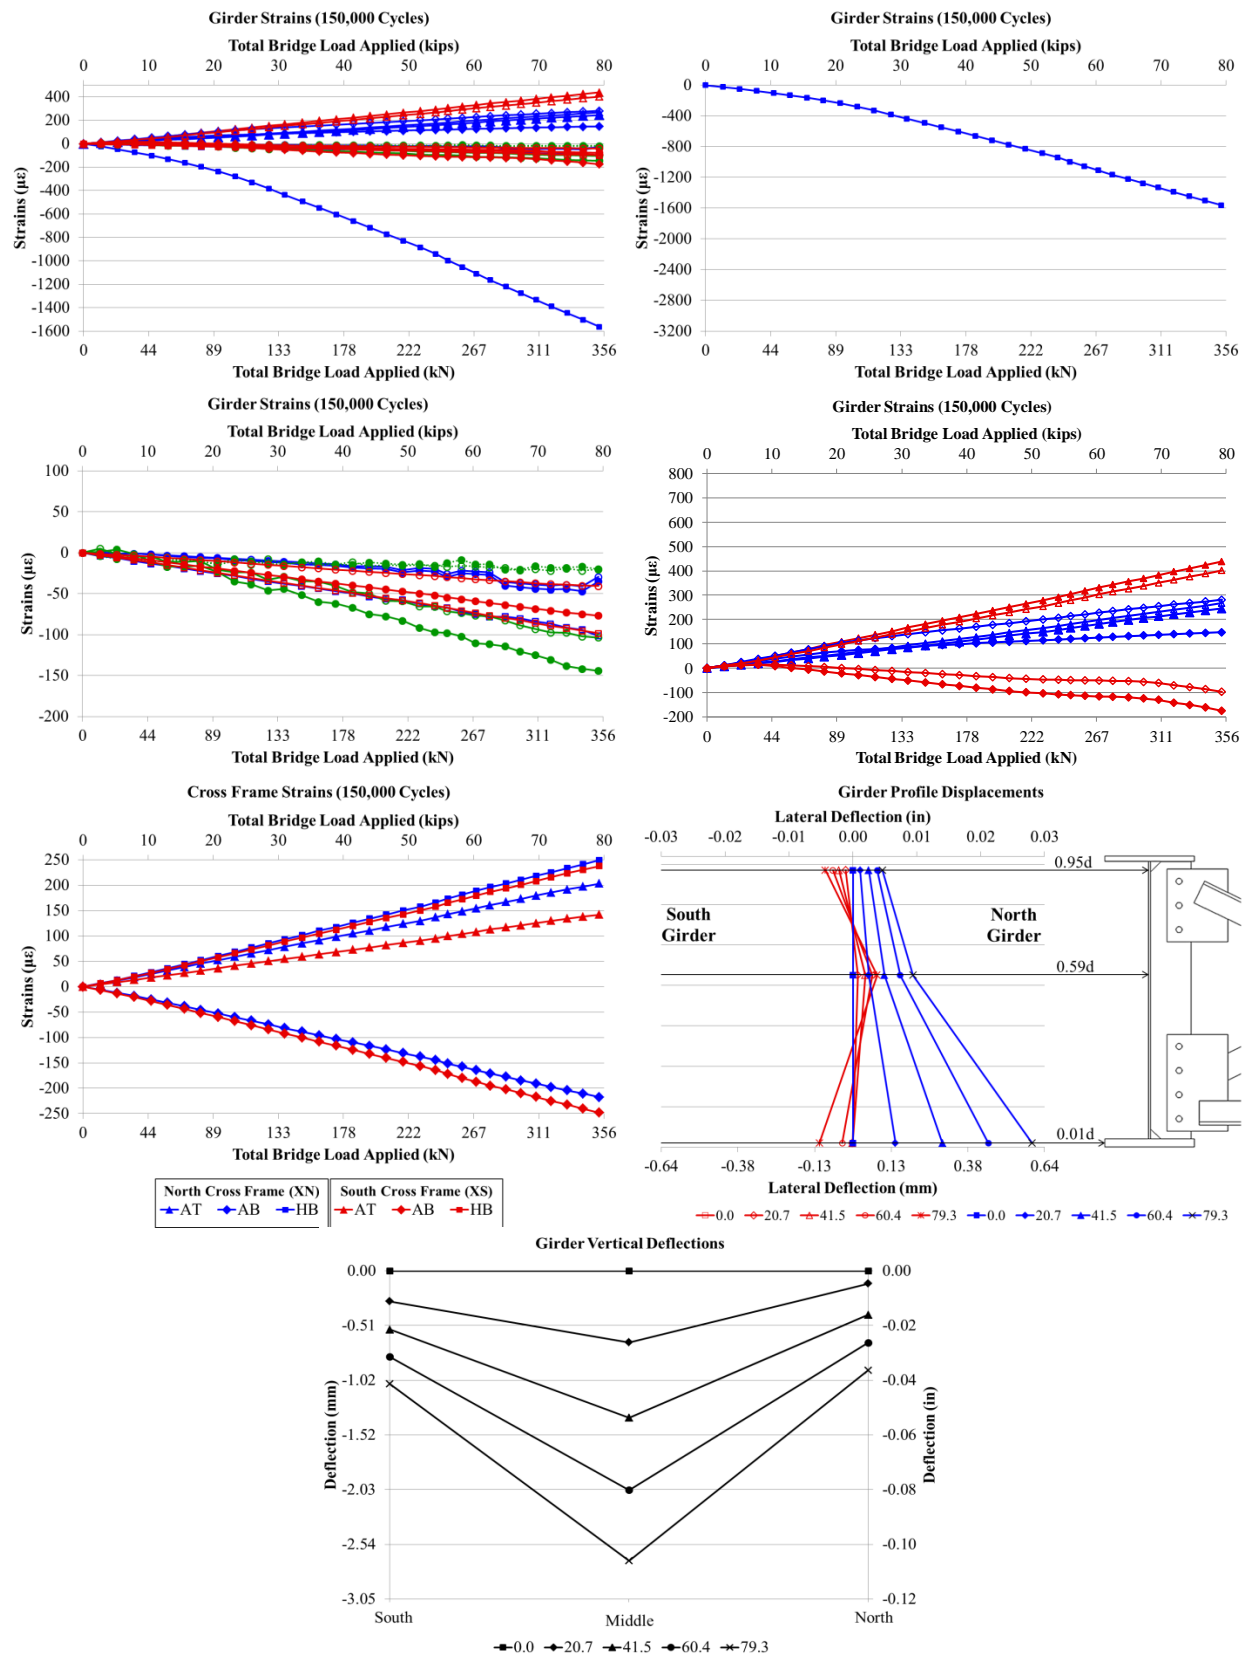 Girder Strains (150,000 Cycles)
Total Bridge Load Applied (kips)
0 10 20 30 40 50 60 70 80
400
200
0
-200
-400
-600
-800
-1000
-1200
-1400
-1600
Strains (με)
0 44 89 133 178 222 267 311 356
Total Bridge Load Applied (kN)
Girder Strains (150,000 Cycles)
Total Bridge Load Applied (kips)
0 10 20 30 40 50 60 70 80
0
-400
-800
-1200
-1600
-2000
-2400
-2800
-3200
Strains (με)
0 44 89 133 178 222 267 311 356
Total Bridge Load Applied (kN)
Girder Strains (150,000 Cycles)
Total Bridge Load Applied (kips)
0 10 20 30 40 50 60 70 80
100
50
0
-50
-100
-150
-200
Strains (με)
0 44 89 133 178 222 267 311 356
Total Bridge Load Applied (kN)
Girder Strains (150,000 Cycles)
Total Bridge Load Applied (kips)
0 10 20 30 40 50 60 70 80
800
700
600
500
400
300
200
100
0
-100
-200
Strains (με)
0 44 89 133 178 222 267 311 356
Total Bridge Load Applied (kN)
Cross Frame Strains (150,000 Cycles)
Total Bridge Load Applied (kips)
0 10 20 30 40 50 60 70 80
250
200
150
100
50
0
-50
-100
-150
-200
-250
Strains (με)
0 44 89 133 178 222 267 311 356
Total Bridge Load Applied (kN)
North Cross Frame (XN) South Cross Frame (XS)
AT AB HB AT AB HB
Girder Profile Displacements
Lateral Deflection (in)
-0.03 -0.02 -0.01 0.00 0.01 0.02 0.03
0.95d
South Girder
North Girder
0.59d
0.01d
-0.64 -0.38 -0.13 0.13 0.38 0.64
Lateral Deflection (mm)
0.0 20.7 41.5 60.4 79.3 0.0 20.7 41.5 60.4 79.3
Girder Vertical Deflections
0.00
-0.51
-1.02
-1.52
-2.03
-2.54
-3.05
Deflection (mm)
0.00
-0.02
-0.04
-0.06
-0.08
-0.10
-0.12
Deflection (in)
South Middle North
0.0 20.7 41.5 60.4 79.3